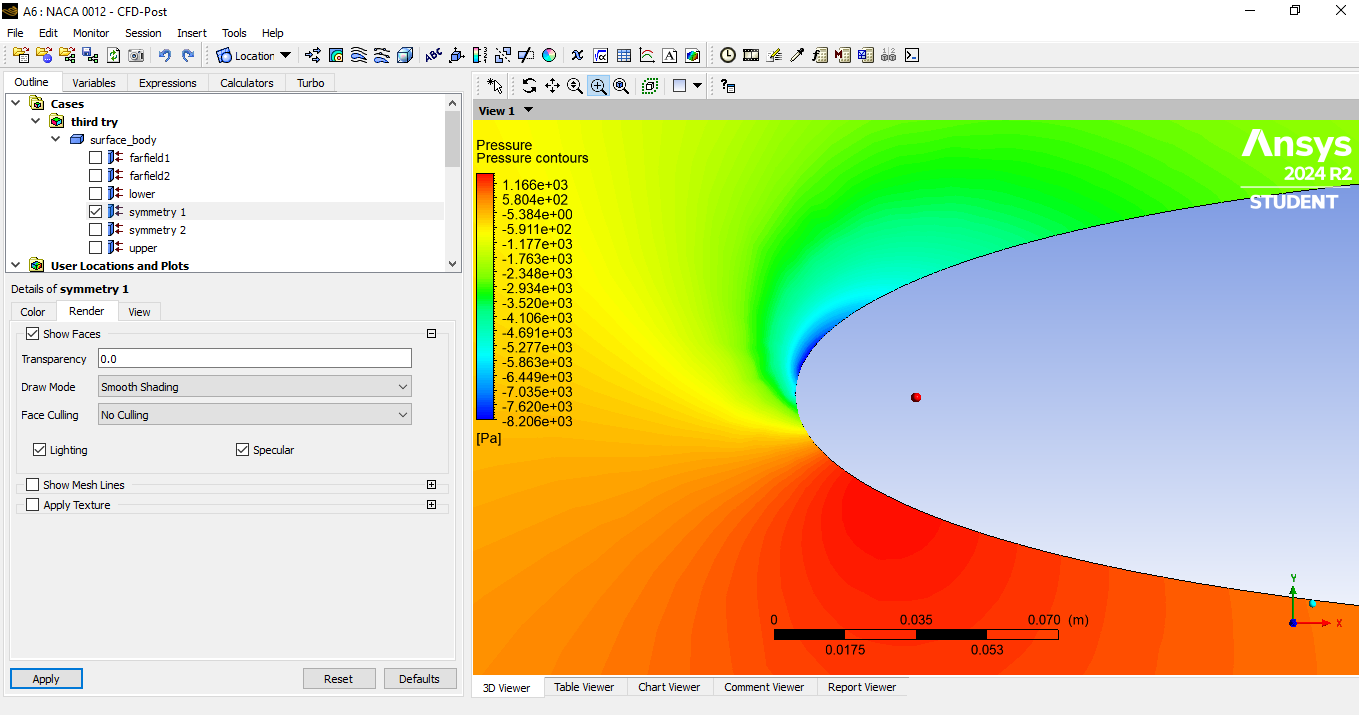 A6 : NACA 0012 - CFD-Post
File Edit Monitor Session Insert Tools Help
Location
Outline Variables Expressions Calculators Turbo
Cases
third try
surface_body
farfield1
farfield2
lower
symmetry 1
symmetry 2
upper
User Locations and Plots
Details of symmetry 1
Color Render View
Show Faces
Transparency 0.0
Draw Mode Smooth Shading
Face Culling No Culling
Lighting Specular
Show Mesh Lines
Apply Texture
Apply Reset Defaults
View 1
Pressure
Pressure contours
1.166e+03
5.804e+02
-5.384e+00
-5.911e+02
-1.177e+03
-1.763e+03
-2.348e+03
-2.934e+03
-3.520e+03
-4.106e+03
-4.691e+03
-5.277e+03
-5.863e+03
-6.449e+03
-7.035e+03
-7.620e+03
-8.206e+03
[Pa]
Ansys
2024 R2
STUDENT
0 0.035 0.070 (m)
0.0175 0.053
Y
X
3D Viewer Table Viewer Chart Viewer Comment Viewer Report Viewer